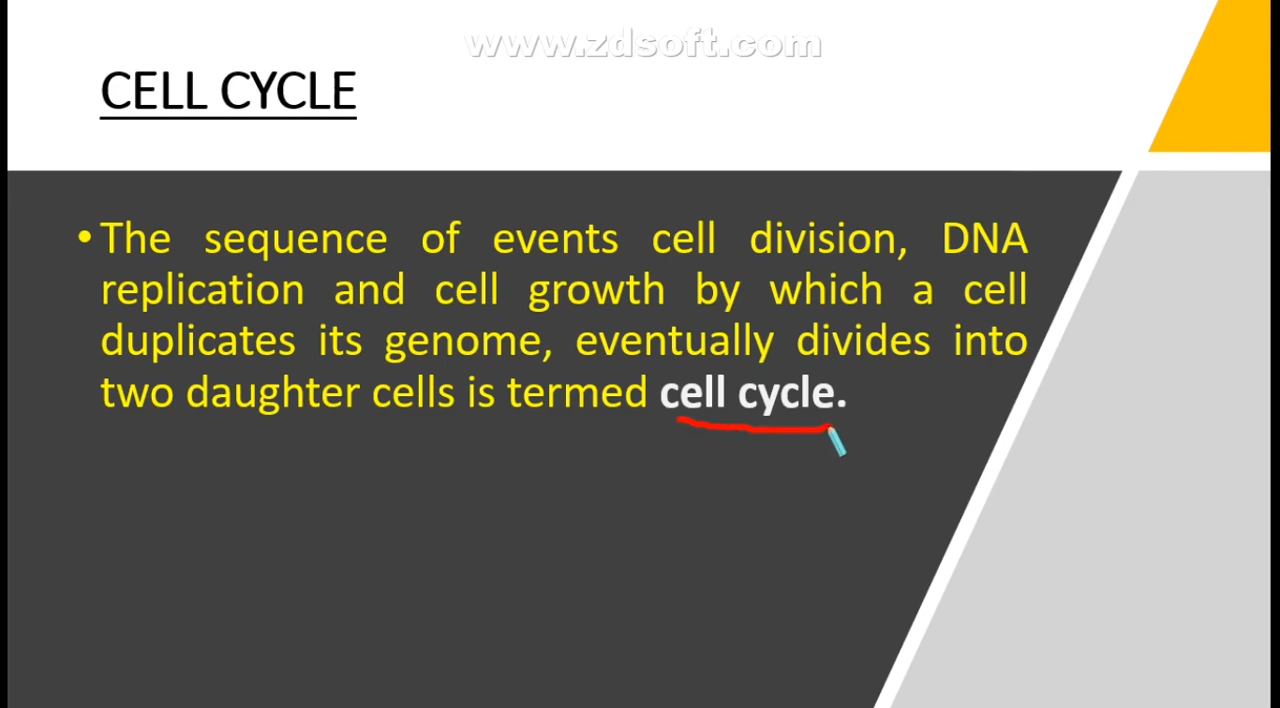 www.zdsoft.com
CELL CYCLE
• The sequence of events cell division, DNA
replication and cell growth by which a cell
duplicates its genome, eventually divides into
two daughter cells is termed cell cycle.